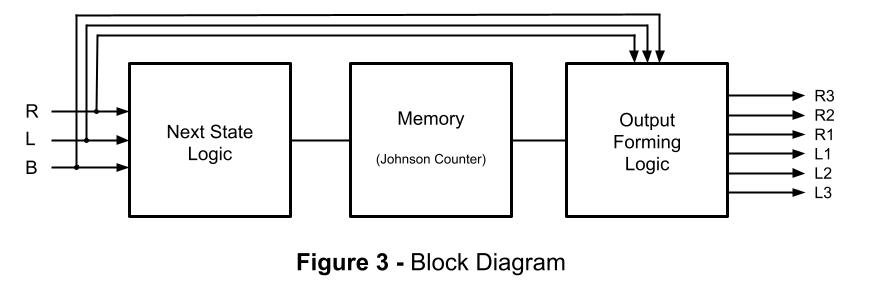 R
L
B
Next State
Logic
Memory
(Johnson Counter)
Output
Forming
Logic
R3
R2
R1
L1
L2
L3
Figure 3 - Block Diagram